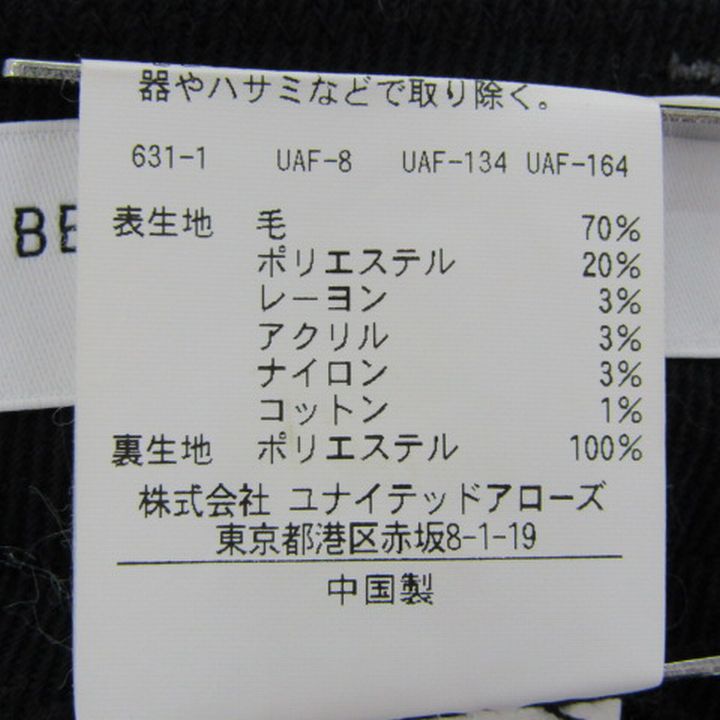 器やハサミなどで取り除く。
631-1 UAF-8 UAF-134 UAF-164
表生地 毛 70%
ポリエステル 20%
レーヨン 3%
アクリル 3%
ナイロン 3%
コットン 1%
裏生地 ポリエステル 100%
株式会社 ユナイテッドアローズ
東京都港区赤坂8-1-19
中国製